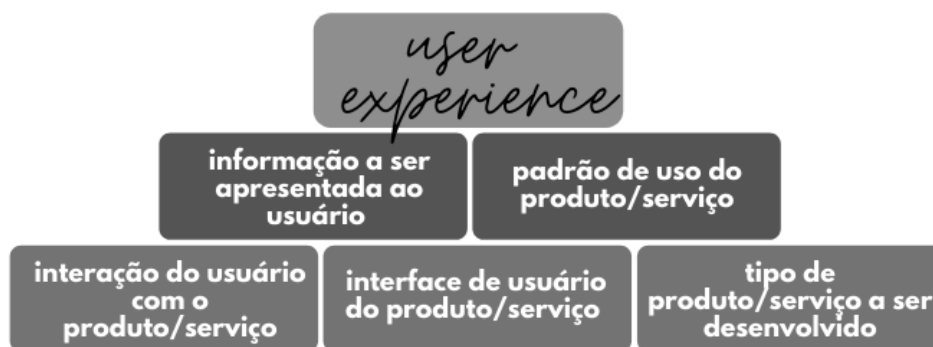 user
experience
informação a ser
apresentada ao
usuário
padrão de uso do
produto/serviço
interação do usuário
com o
produto/serviço
interface de usuário
do produto/serviço
tipo de
produto/serviço a ser
desenvolvido